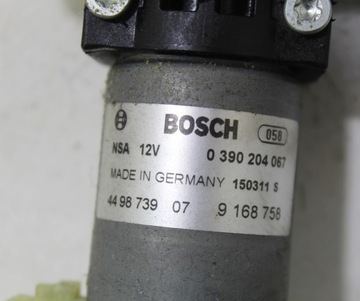 BOSCH 058
NSA 12V 0 390 204 067
MADE IN GERMANY 150311 S
44 98 739 07 9 168 758